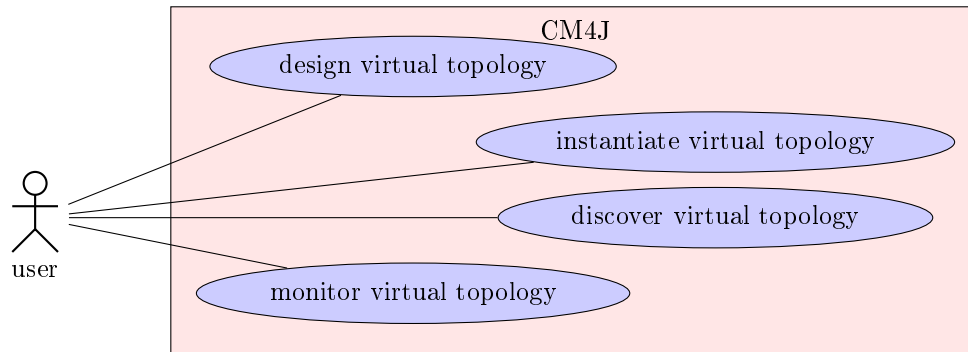 CM4J
design virtual topology
instantiate virtual topology
discover virtual topology
user
monitor virtual topology